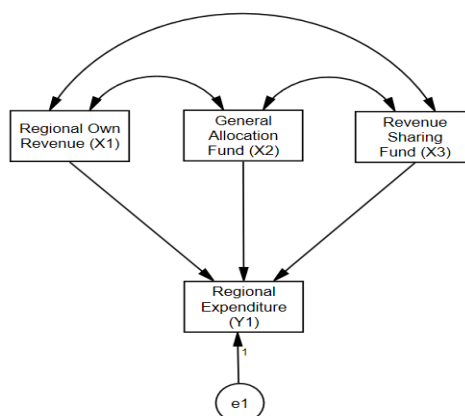 Regional Own
Revenue (X1)
General
Allocation
Fund (X2)
Revenue
Sharing
Fund (X3)
Regional
Expenditure
(Y1)
1
e1